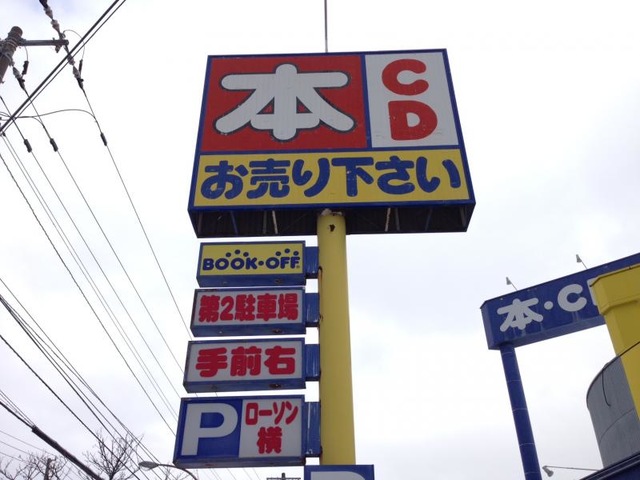 本 CD
お売り下さい
BOOK・OFF
第2駐車場
手前右
P ローソン
横
本・C